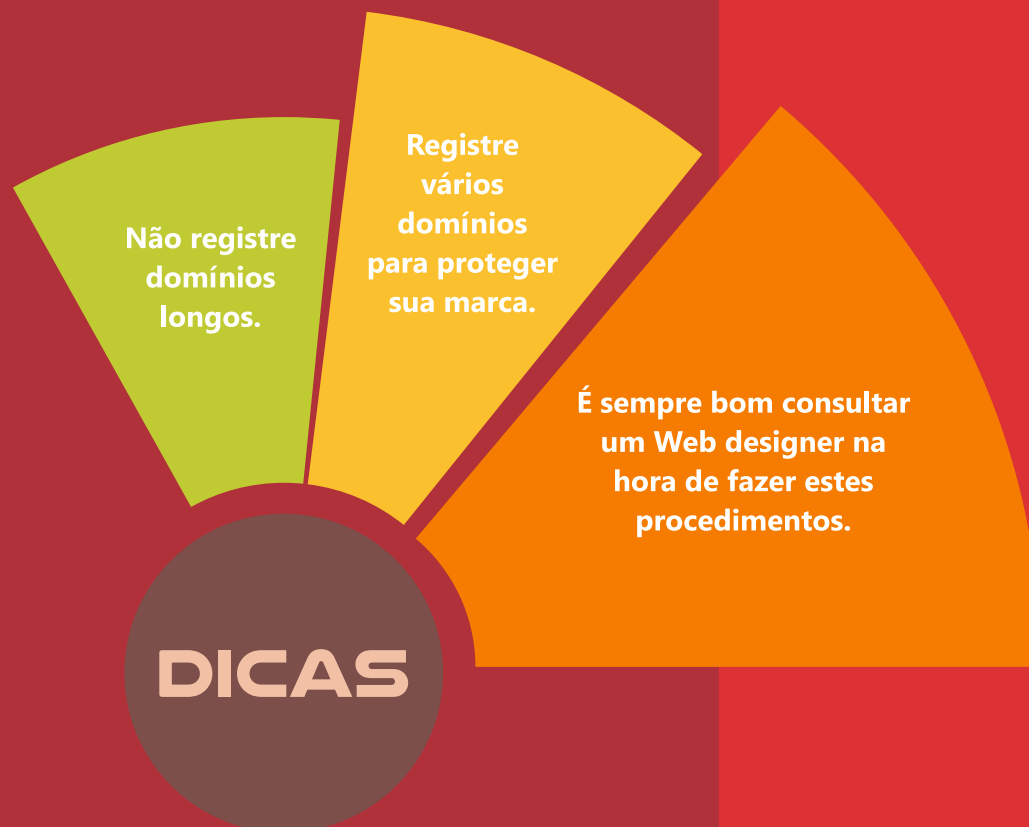 Não registre
domínios
longos.
Registre
vários
domínios
para proteger
sua marca.
É sempre bom consultar
um Web designer na
hora de fazer estes
procedimentos.
DICAS